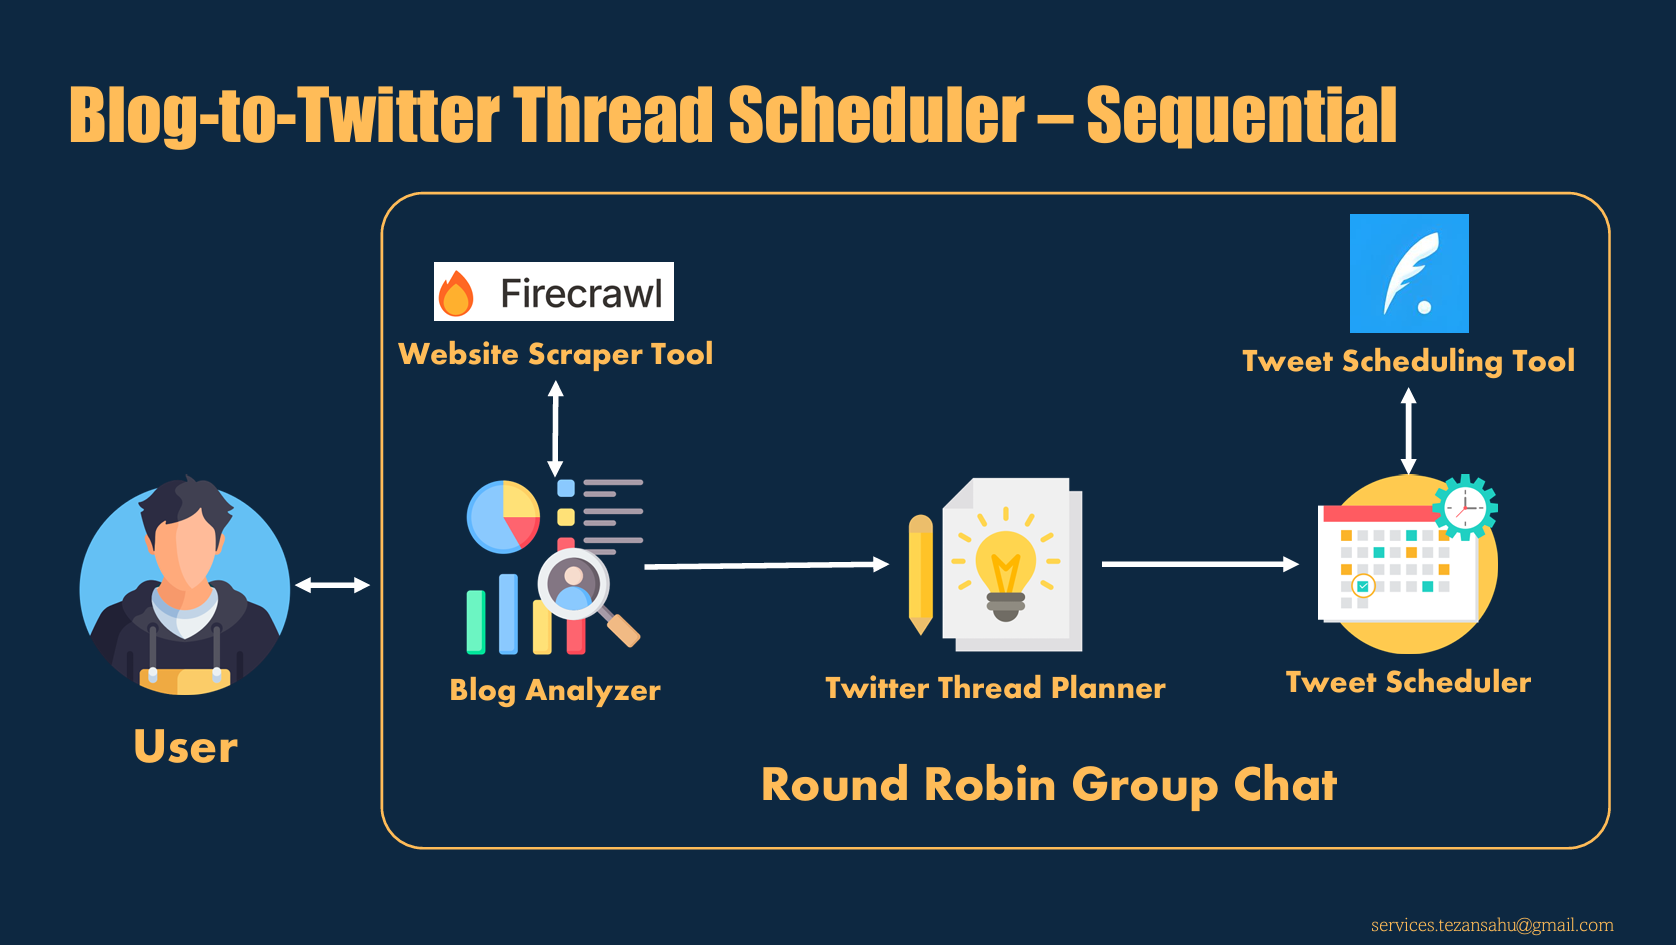 Blog-to-Twitter Thread Scheduler – Sequential
Firecrawl
Website Scraper Tool
Tweet Scheduling Tool
Blog Analyzer
Twitter Thread Planner
Tweet Scheduler
User
Round Robin Group Chat
services.tezansahu@gmail.com